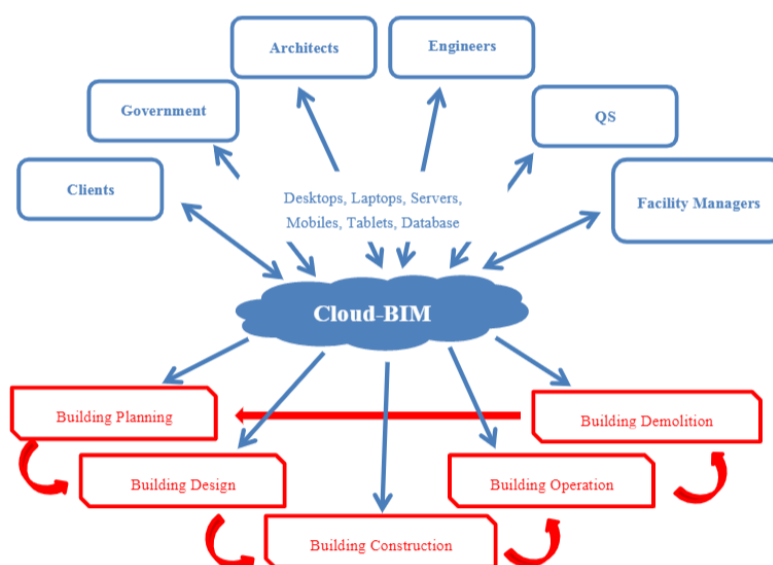 Architects
Engineers
Government
QS
Clients
Facility Managers
Desktops, Laptops, Servers,
Mobiles, Tablets, Database
Cloud-BIM
Building Planning
Building Demolition
Building Design
Building Operation
Building Construction